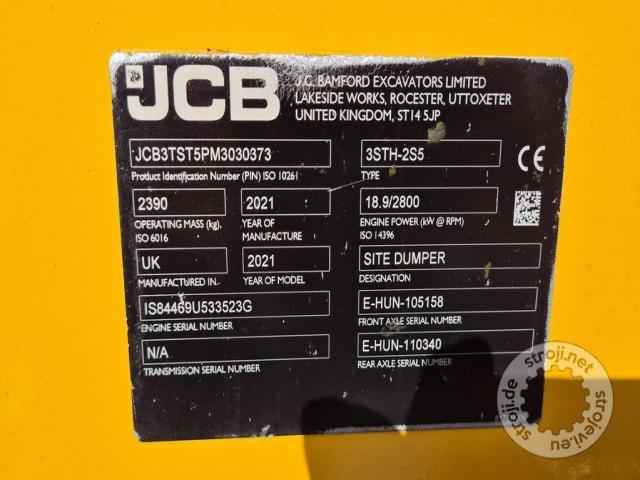 JCB
J.C. BAMFORD EXCAVATORS LIMITED
LAKESIDE WORKS, ROCESTER, UTTOXETER
UNITED KINGDOM, ST14 5JP
JCB3TST5PM3030373
Product Identification Number (PIN) ISO 10261
3STH-2S5
TYPE
CE
2390
OPERATING MASS (kg),
ISO 6016
2021
YEAR OF
MANUFACTURE
18.9/2800
ENGINE POWER (kW @ RPM)
ISO 14396
UK
MANUFACTURED IN
2021
YEAR OF MODEL
SITE DUMPER
DESIGNATION
IS84469U533523G
ENGINE SERIAL NUMBER
E-HUN-105158
FRONT AXLE SERIAL NUMBER
N/A
TRANSMISSION SERIAL NUMBER
E-HUN-110340
REAR AXLE SERIAL NUMBER
stroji.de
stroji.net
strojevi.eu